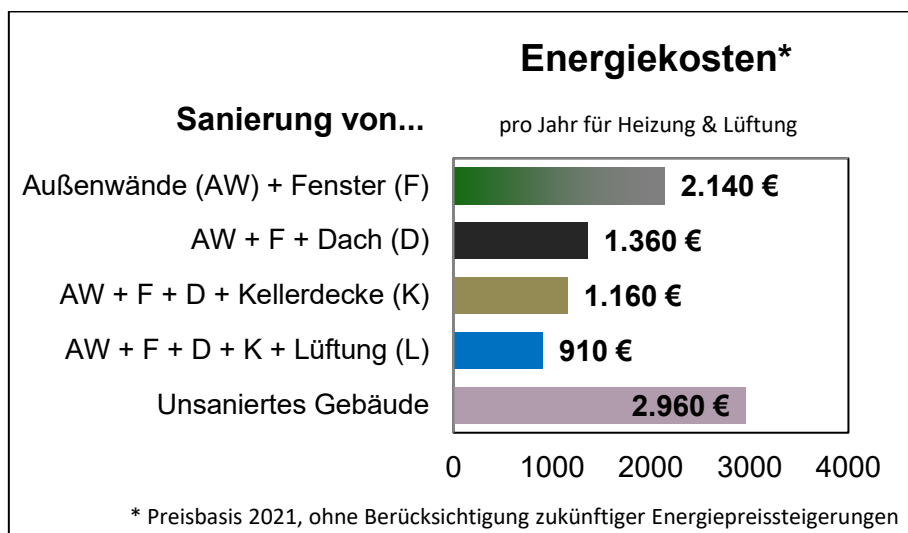 Energiekosten*
Sanierung von...
pro Jahr für Heizung & Lüftung
Außenwände (AW) + Fenster (F)
2.140 €
AW + F + Dach (D)
1.360 €
AW + F + D + Kellerdecke (K)
1.160 €
AW + F + D + K + Lüftung (L)
910 €
Unsaniertes Gebäude
2.960 €
0 1000 2000 3000 4000
* Preisbasis 2021, ohne Berücksichtigung zukünftiger Energiepreissteigerungen